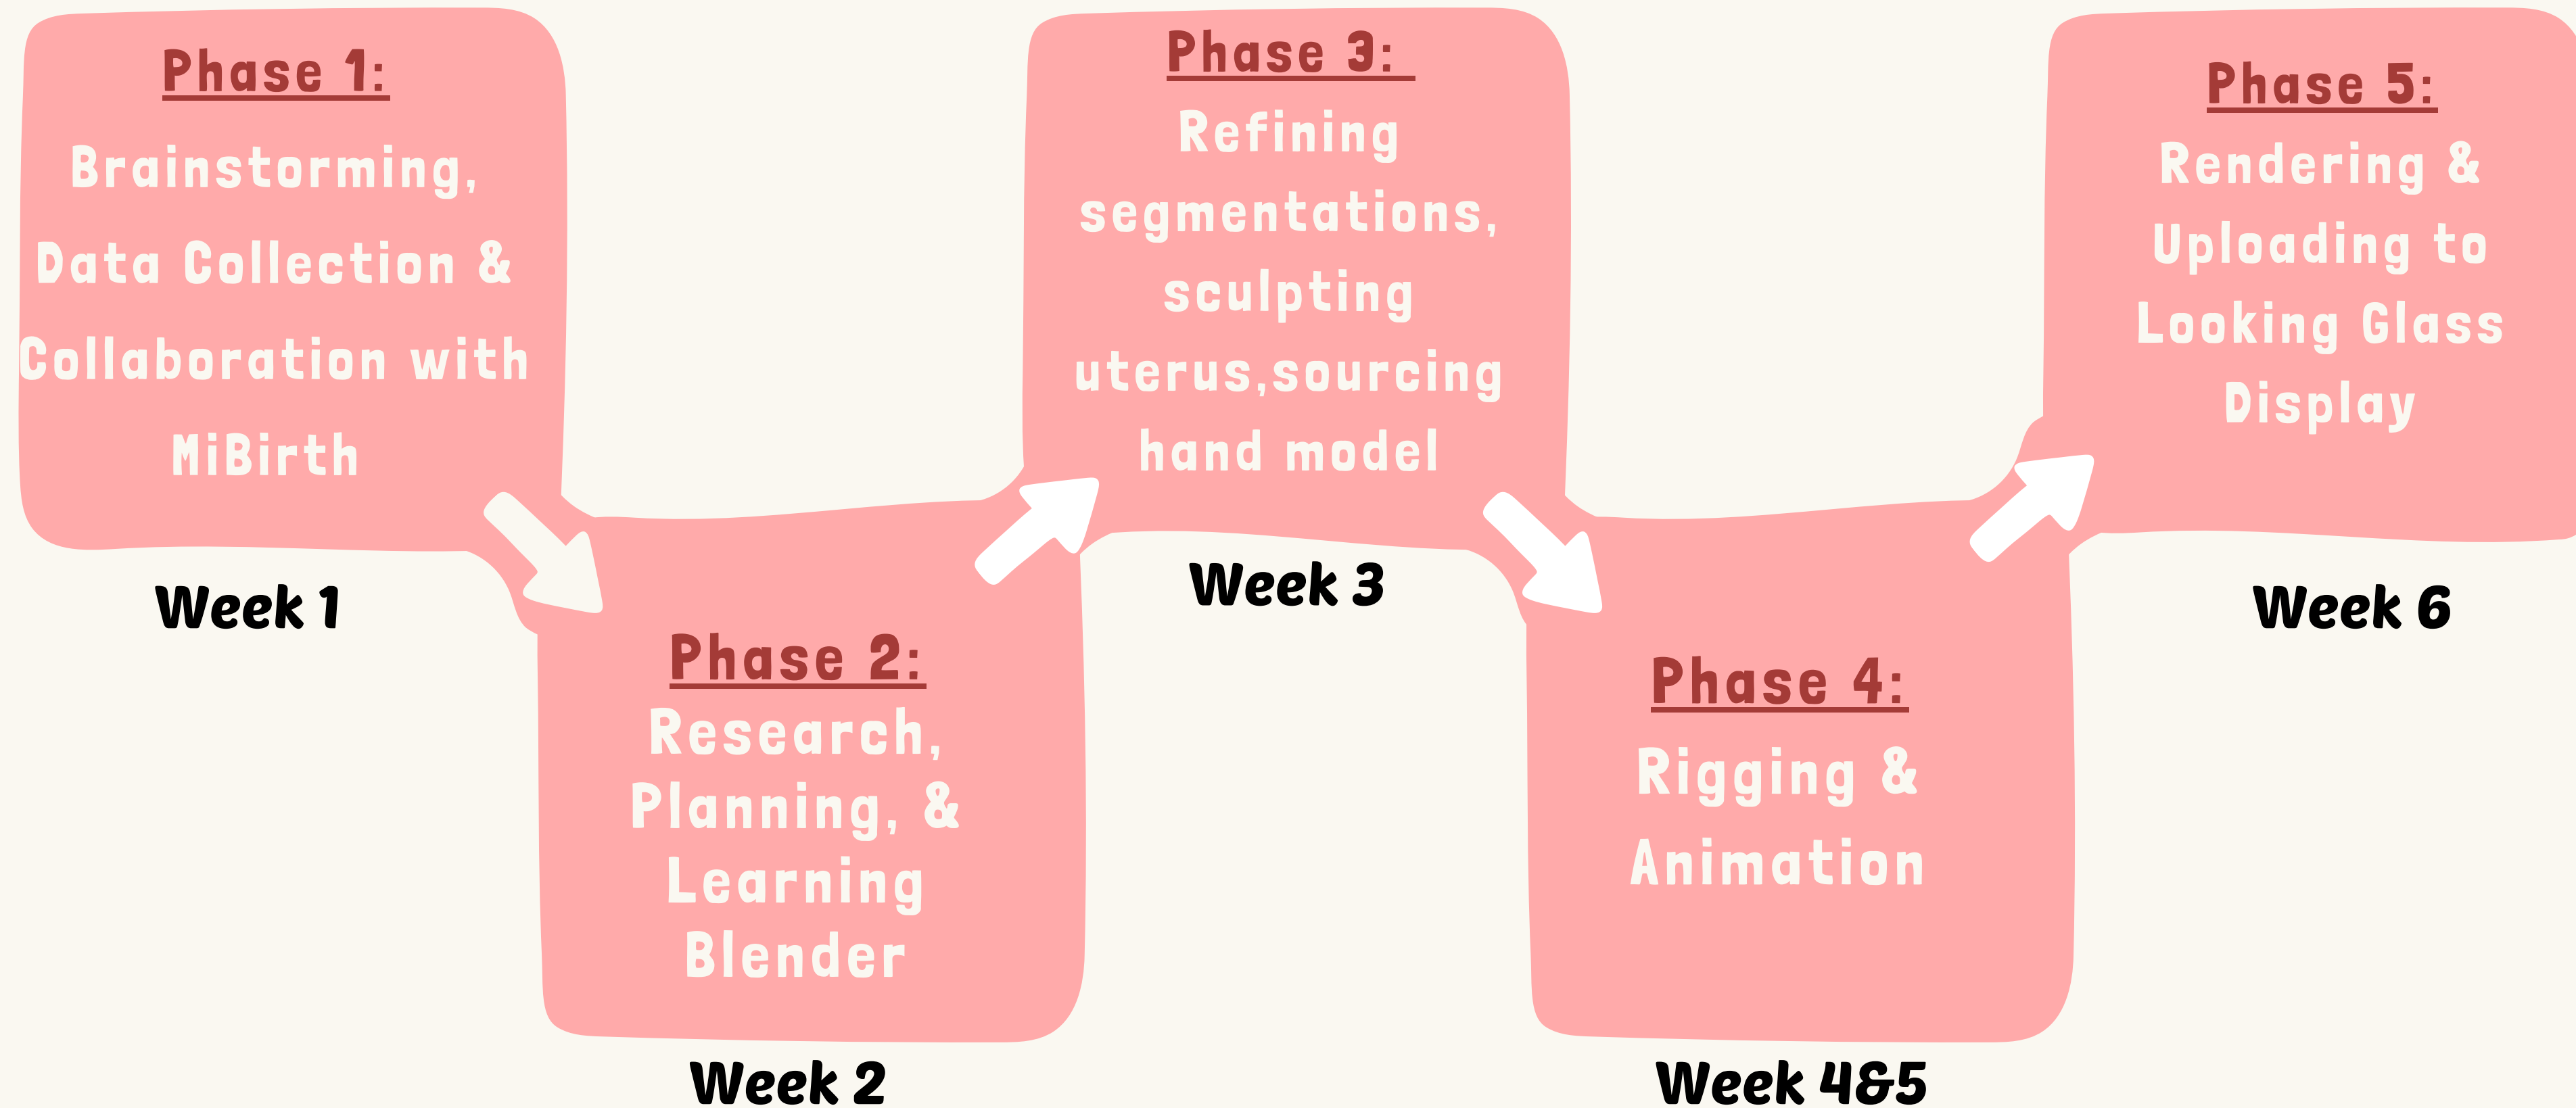 Phase 1:
Brainstorming,
Data Collection &
Collaboration with
MiBirth
Week 1
Phase 2:
Research,
Planning, &
Learning
Blender
Week 2
Phase 3:
Refining
segmentations,
sculpting
uterus,sourcing
hand model
Week 3
Phase 4:
Rigging &
Animation
Week 4&5
Phase 5:
Rendering &
Uploading to
Looking Glass
Display
Week 6